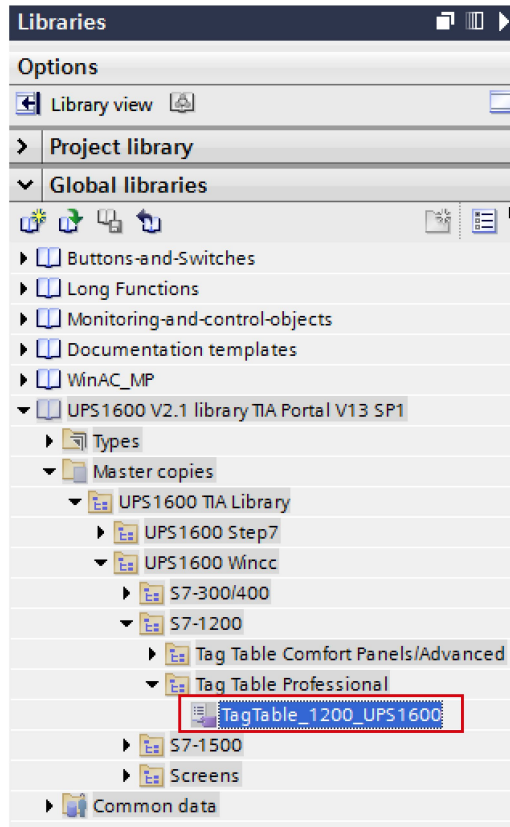 Libraries
Options
Library view
Project library
Global libraries
Buttons-and-Switches
Long Functions
Monitoring-and-control-objects
Documentation templates
WinAC_MP
UPS1600 V2.1 library TIA Portal V13 SP1
Types
Master copies
UPS1600 TIA Library
UPS1600 Step7
UPS1600 Wincc
S7-300/400
S7-1200
Tag Table Comfort Panels/Advanced
Tag Table Professional
TagTable_1200_UPS1600
S7-1500
Screens
Common data